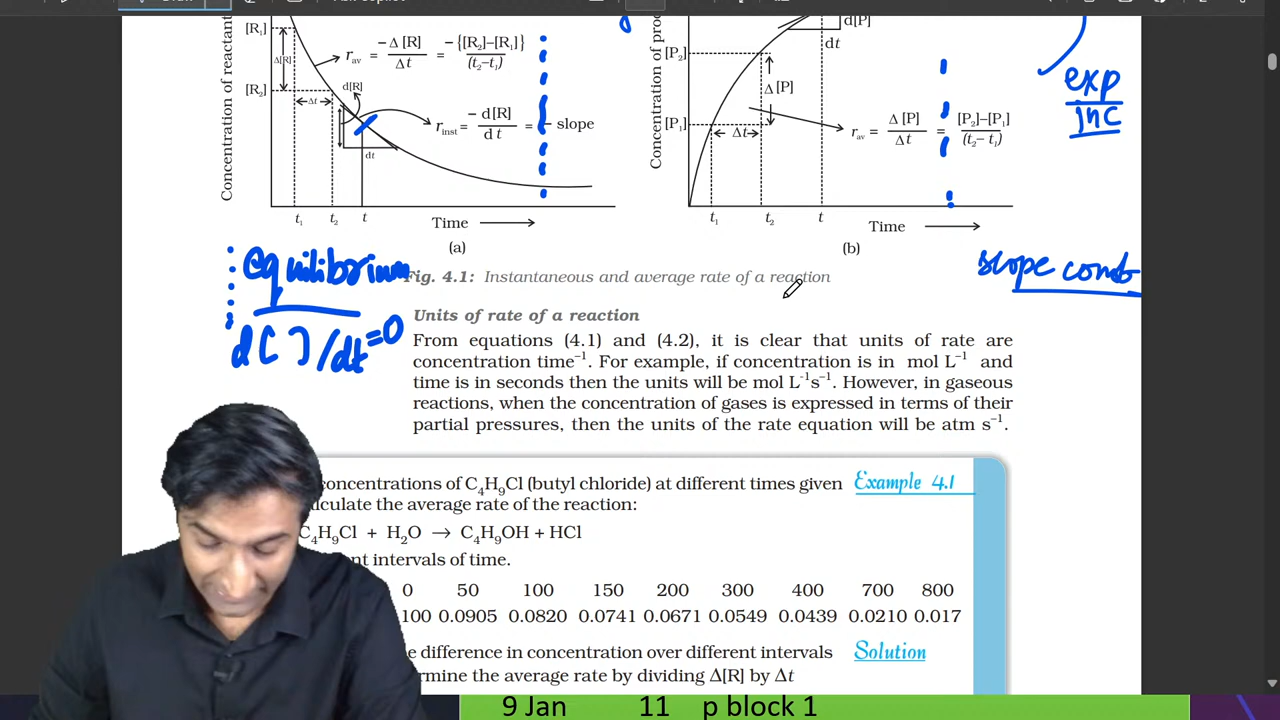 Concentration of reactant
[R₁]
Δ[R]
[R₂]
Δt
r_av = −Δ [R] / Δt = −{[R₂]–[R₁]} / (t₂–t₁)
d[R]
r_inst = − d[R] / d t = – slope
dt
t₁ t₂ t
Time
(a)
Concentration of
d[P]
dt
[P₂]
Δ [P]
[P₁]
Δt
r_av = Δ [P] / Δt = [P₂]–[P₁] / (t₂– t₁)
t₁ t₂ t
Time
(b)
exp
inc
equilibrium
d[ ]/dt=0
Fig. 4.1: Instantaneous and average rate of a reaction
slope
Units of rate of a reaction
From equations (4.1) and (4.2), it is clear that units of rate are
concentration time⁻¹. For example, if concentration is in mol L⁻¹ and
time is in seconds then the units will be mol L⁻¹s⁻¹. However, in gaseous
reactions, when the concentration of gases is expressed in terms of their
partial pressures, then the units of the rate equation will be atm s⁻¹.
concentrations of C₄H₉Cl (butyl chloride) at different times given
Example 4.1
lculate the average rate of the reaction:
C₄H₉Cl + H₂O → C₄H₉OH + HCl
nt intervals of time.
0 50 100 150 200 300 400 700 800
100 0.0905 0.0820 0.0741 0.0671 0.0549 0.0439 0.0210 0.017
e difference in concentration over different intervals
Solution
rmine the average rate by dividing Δ[R] by Δt
9 Jan 11 p block 1